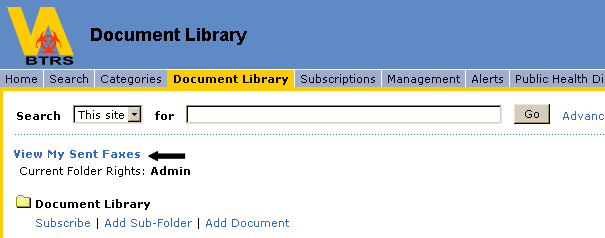 VA
BTRS
Document Library
Home | Search | Categories | Document Library | Subscriptions | Management | Alerts | Public Health Di
Search This site for Go Advanc
View My Sent Faxes
Current Folder Rights: Admin
Document Library
Subscribe | Add Sub-Folder | Add Document